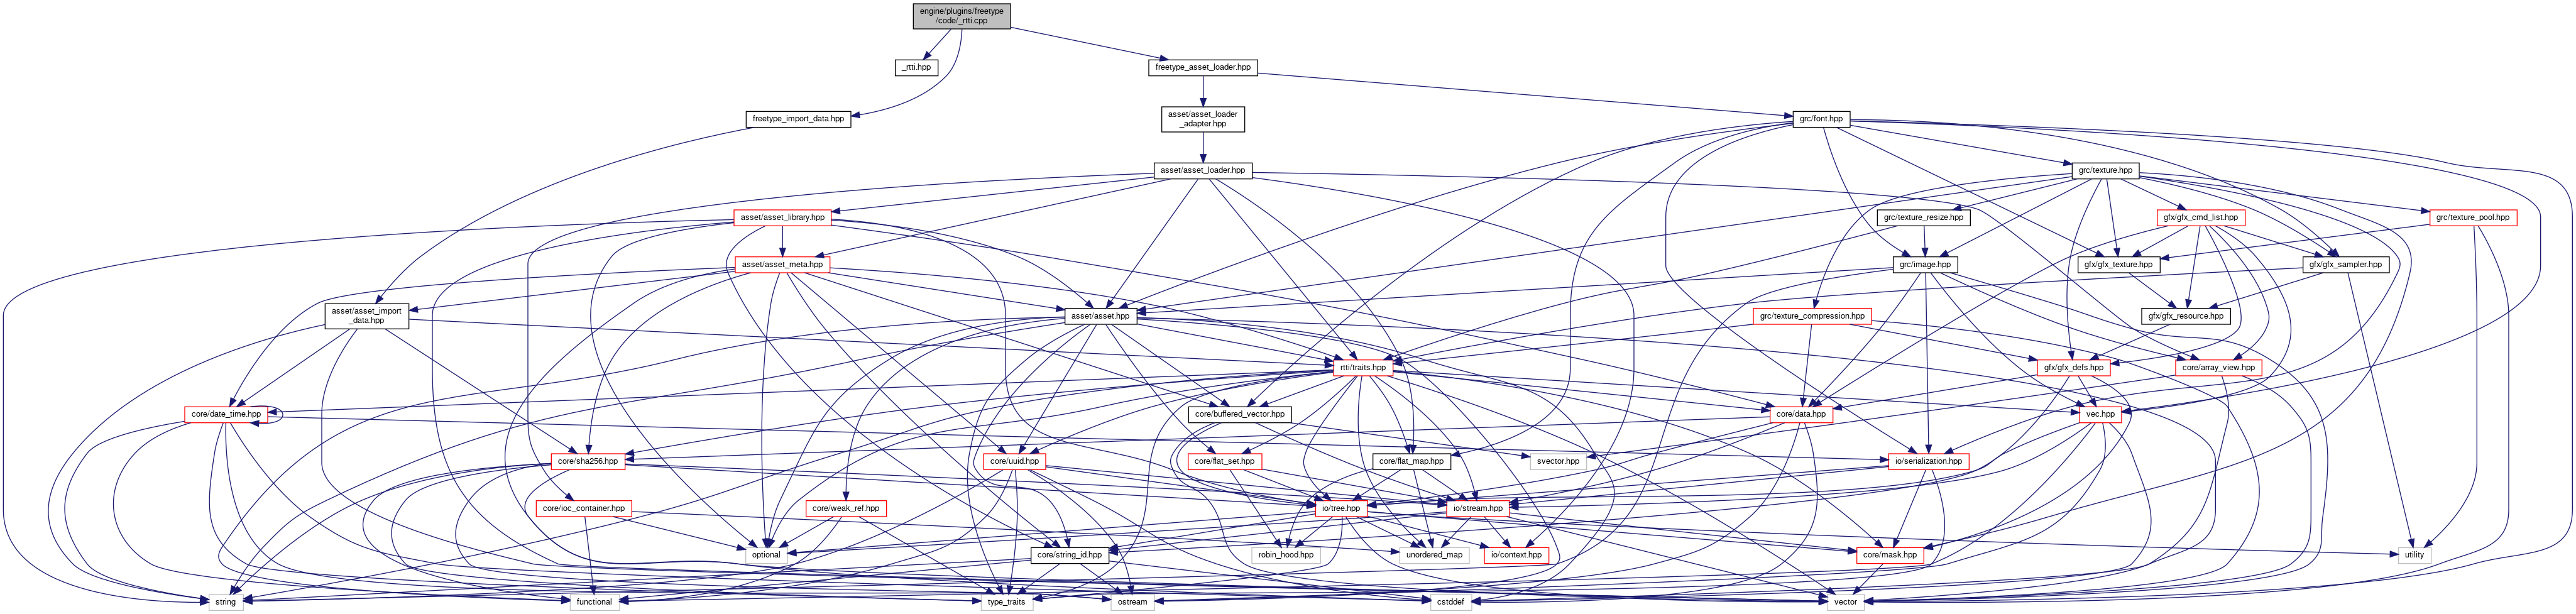 engine/plugins/freetype
/code/_rtti.cpp
_rtti.hpp
freetype_asset_loader.hpp
freetype_import_data.hpp
asset/asset_loader
_adapter.hpp
grc/font.hpp
asset/asset_loader.hpp
grc/texture.hpp
asset/asset_library.hpp
grc/texture_resize.hpp
gfx/gfx_cmd_list.hpp
grc/texture_pool.hpp
asset/asset_meta.hpp
grc/image.hpp
gfx/gfx_texture.hpp
gfx/gfx_sampler.hpp
asset/asset_import
_data.hpp
asset/asset.hpp
grc/texture_compression.hpp
gfx/gfx_resource.hpp
rtti/traits.hpp
gfx/gfx_defs.hpp
core/array_view.hpp
core/date_time.hpp
core/buffered_vector.hpp
core/data.hpp
vec.hpp
core/sha256.hpp
core/uuid.hpp
core/flat_set.hpp
core/flat_map.hpp
svector.hpp
io/serialization.hpp
core/ioc_container.hpp
core/weak_ref.hpp
io/tree.hpp
io/stream.hpp
optional
core/string_id.hpp
robin_hood.hpp
unordered_map
io/context.hpp
core/mask.hpp
utility
string
functional
type_traits
ostream
cstddef
vector